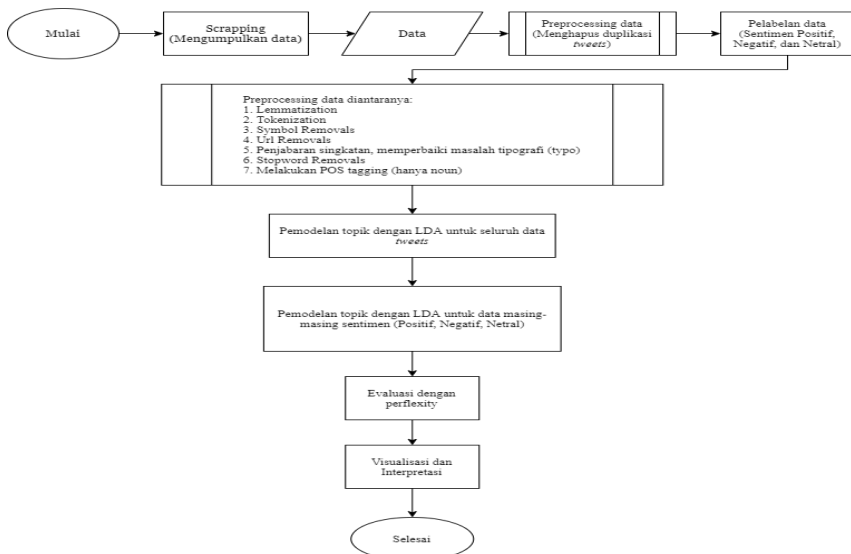 Mulai
Scrapping
(Mengumpulkan data)
Data
Preprocessing data
(Menghapus duplikasi
tweets)
Pelabelan data
(Sentimen Positif,
Negatif, dan Netral)
Preprocessing data diantaranya:
1. Lemmatization
2. Tokenization
3. Symbol Removals
4. Url Removals
5. Penjabaran singkatan, memperbaiki masalah tipografi (typo)
6. Stopword Removals
7. Melakukan POS tagging (hanya noun)
Pemodelan topik dengan LDA untuk seluruh data
tweets
Pemodelan topik dengan LDA untuk data masing-
masing sentimen (Positif, Negatif, Netral)
Evaluasi dengan
perflexity
Visualisasi dan
Interpretasi
Selesai